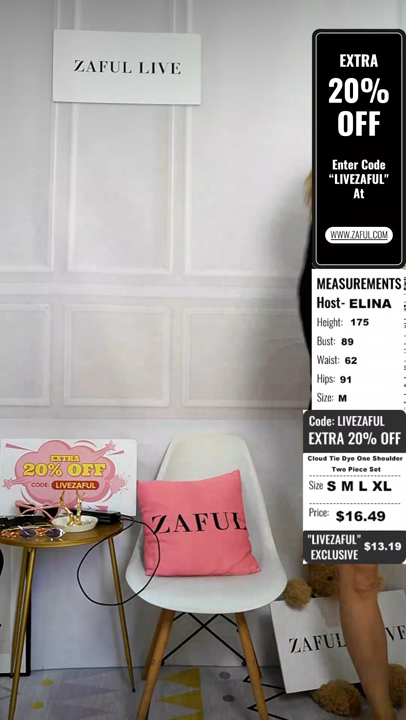 ZAFUL LIVE
EXTRA
20%
OFF
Enter Code
“LIVEZAFUL”
At
WWW.ZAFUL.COM
MEASUREMENTS
Host- ELINA
Height: 175
Bust: 89
Waist: 62
Hips: 91
Size: M
Code: LIVEZAFUL
EXTRA 20% OFF
Cloud Tie Dye One Shoulder
Two Piece Set
Size S M L XL
Price: $16.49
"LIVEZAFUL"
EXCLUSIVE $13.19
EXTRA
20% OFF
CODE: LIVEZAFUL
ZAFUL
ZAFUL LIVE